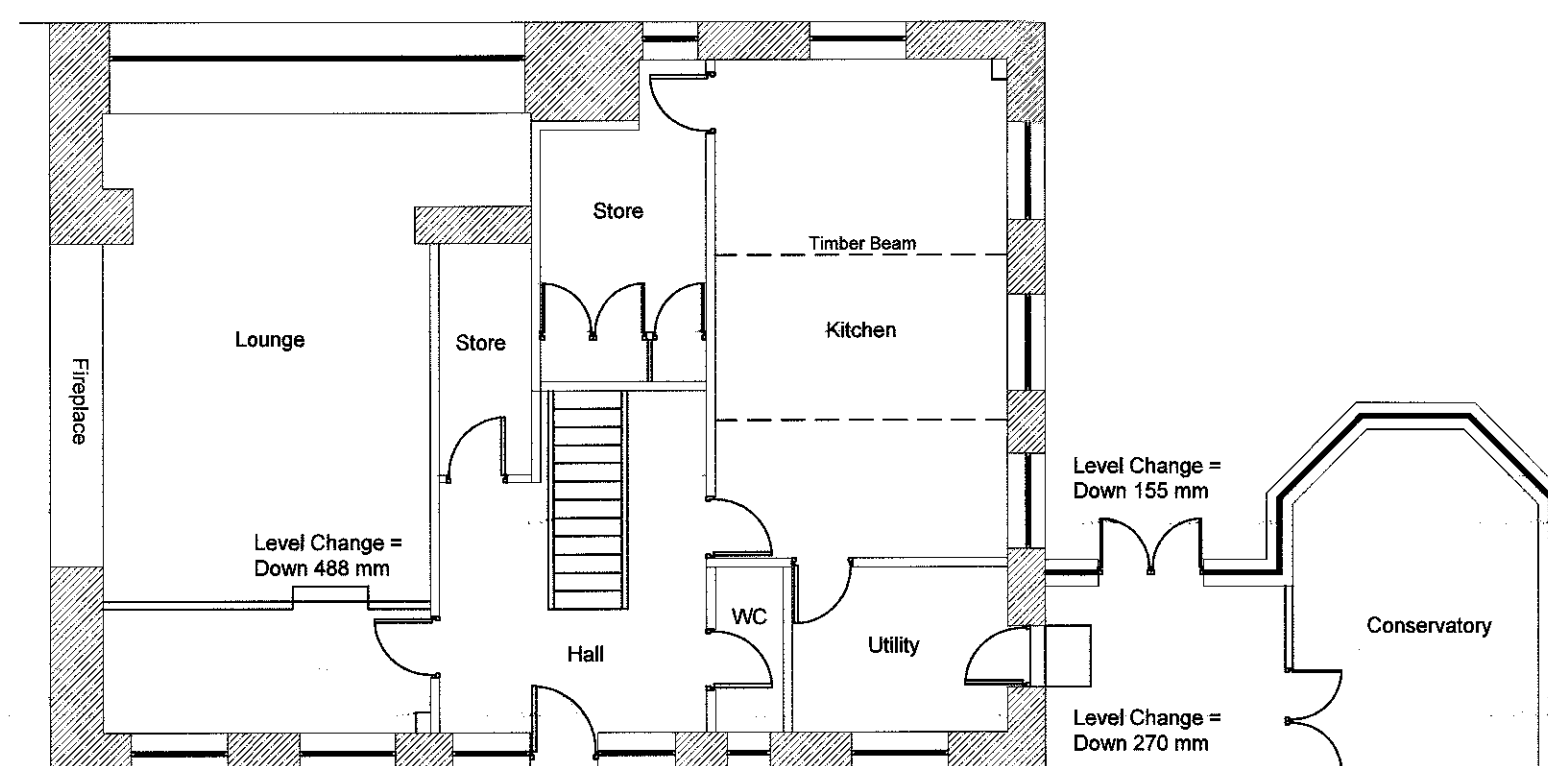 Store
Timber Beam
Lounge
Store
Kitchen
Fireplace
Level Change =
Down 155 mm
Level Change =
Down 488 mm
WC
Conservatory
Utility
Hall
Level Change =
Down 270 mm